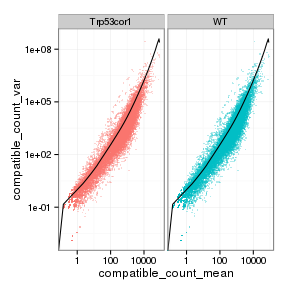 Trp53cor1 WT
compatible_count_var
1e+08
1e+05
1e+02
1e-01
1 100 10000 1 100 10000
compatible_count_mean